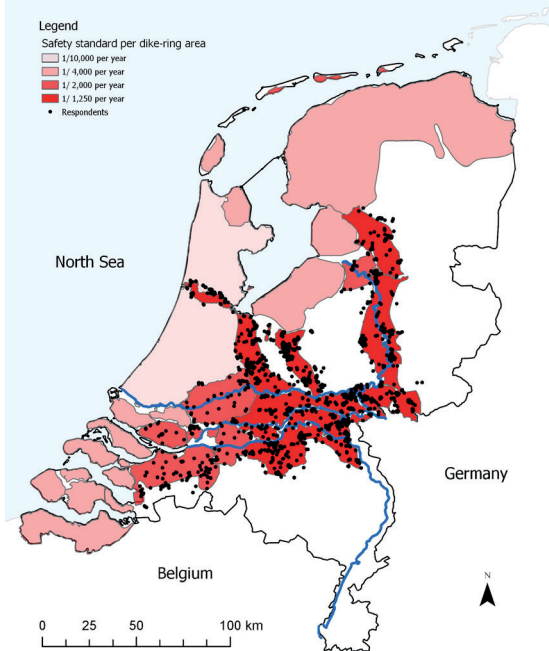 Legend
Safety standard per dike-ring area
1/10,000 per year
1/ 4,000 per year
1/ 2,000 per year
1/ 1,250 per year
Respondents
North Sea
Germany
Belgium
N
0 25 50 100 km